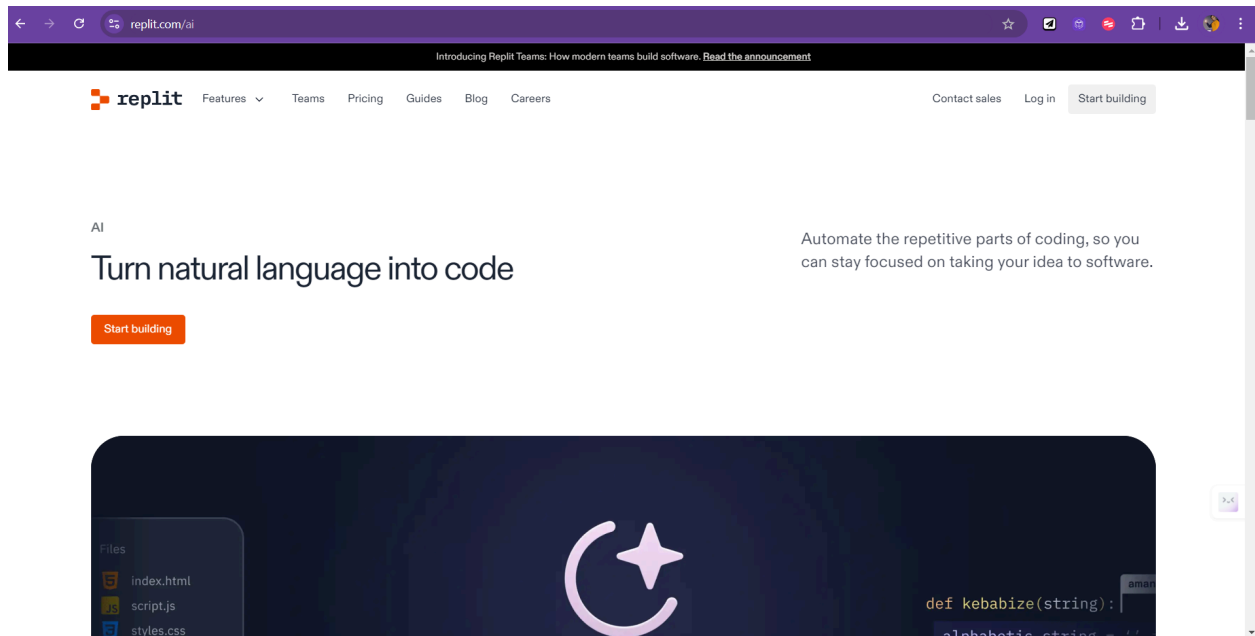 replit.com/ai
Introducing Replit Teams: How modern teams build software. Read the announcement
replit Features Teams Pricing Guides Blog Careers Contact sales Log in Start building
AI
Turn natural language into code
Automate the repetitive parts of coding, so you
can stay focused on taking your idea to software.
Start building
Files
index.html
JS script.js
styles.css
aman
def kebabize(string):
alphabetic_string = ''